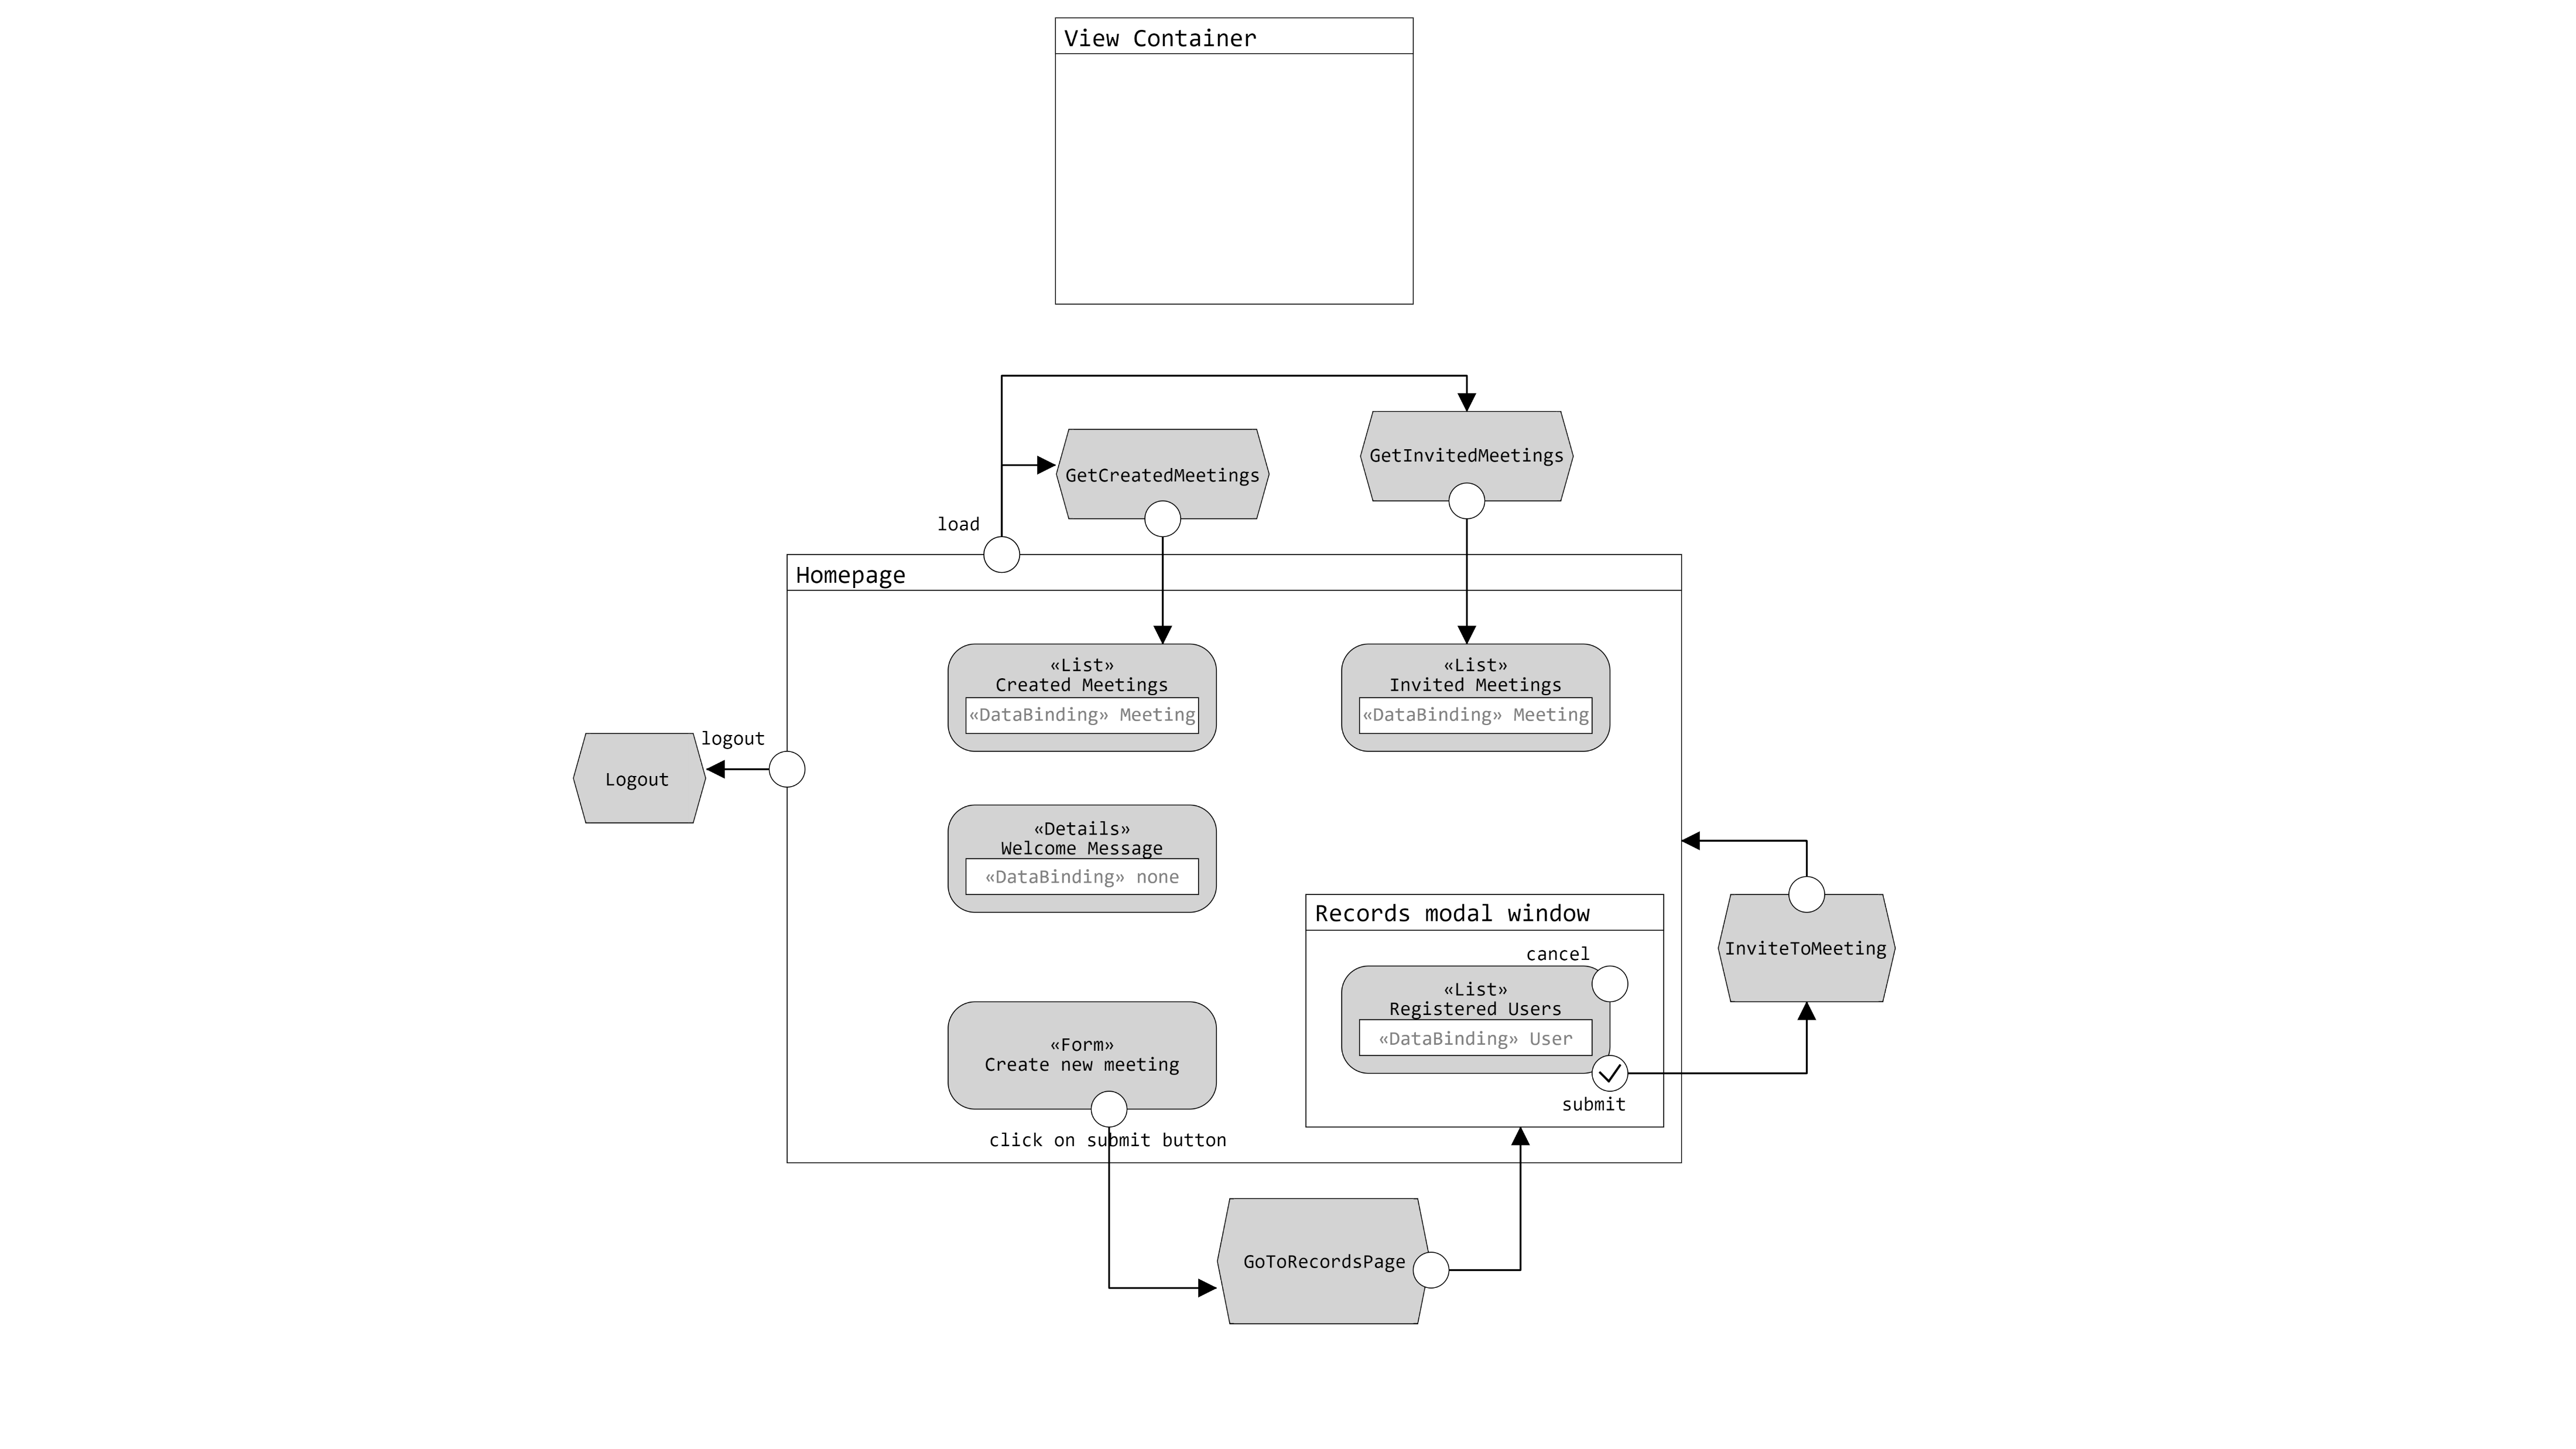 View Container
GetInvitedMeetings
GetCreatedMeetings
load
Homepage
«List»
Created Meetings
«DataBinding» Meeting
«List»
Invited Meetings
«DataBinding» Meeting
logout
Logout
«Details»
Welcome Message
«DataBinding» none
Records modal window
cancel
«List»
Registered Users
«DataBinding» User
submit
InviteToMeeting
«Form»
Create new meeting
click on submit button
GoToRecordsPage